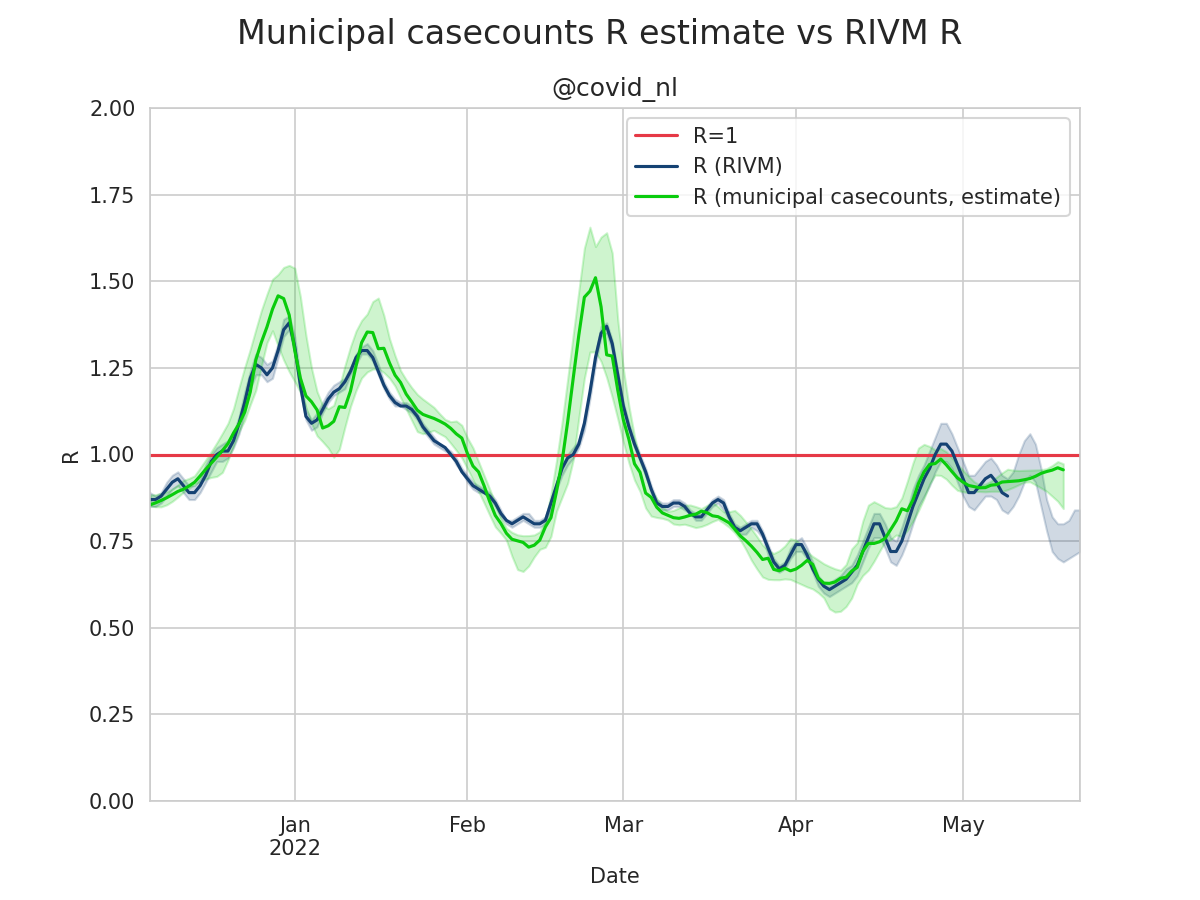 Municipal casecounts R estimate vs RIVM R
@covid_nl
2.00
1.75
1.50
1.25
1.00
0.75
0.50
0.25
0.00
R
R=1
R (RIVM)
R (municipal casecounts, estimate)
Jan
2022
Feb
Mar
Apr
May
Date